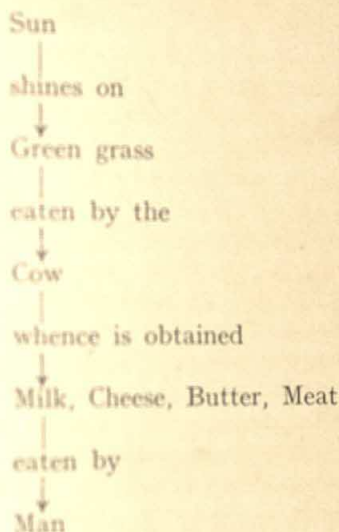 Sun
shines on
Green grass
eaten by the
Cow
whence is obtained
Milk, Cheese, Butter, Meat
eaten by
Man